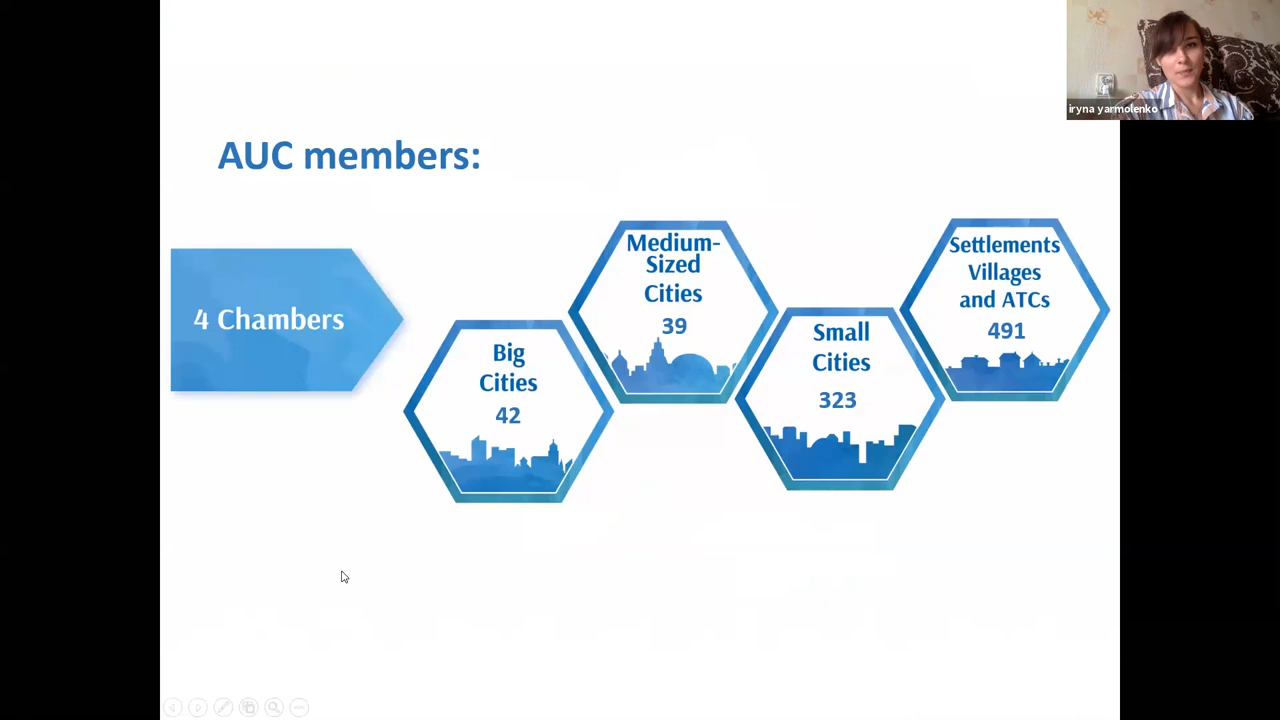 iryna yarmolenko
AUC members:
4 Chambers
Big
Cities
42
Medium-
Sized
Cities
39
Small
Cities
323
Settlements
Villages
and ATCs
491